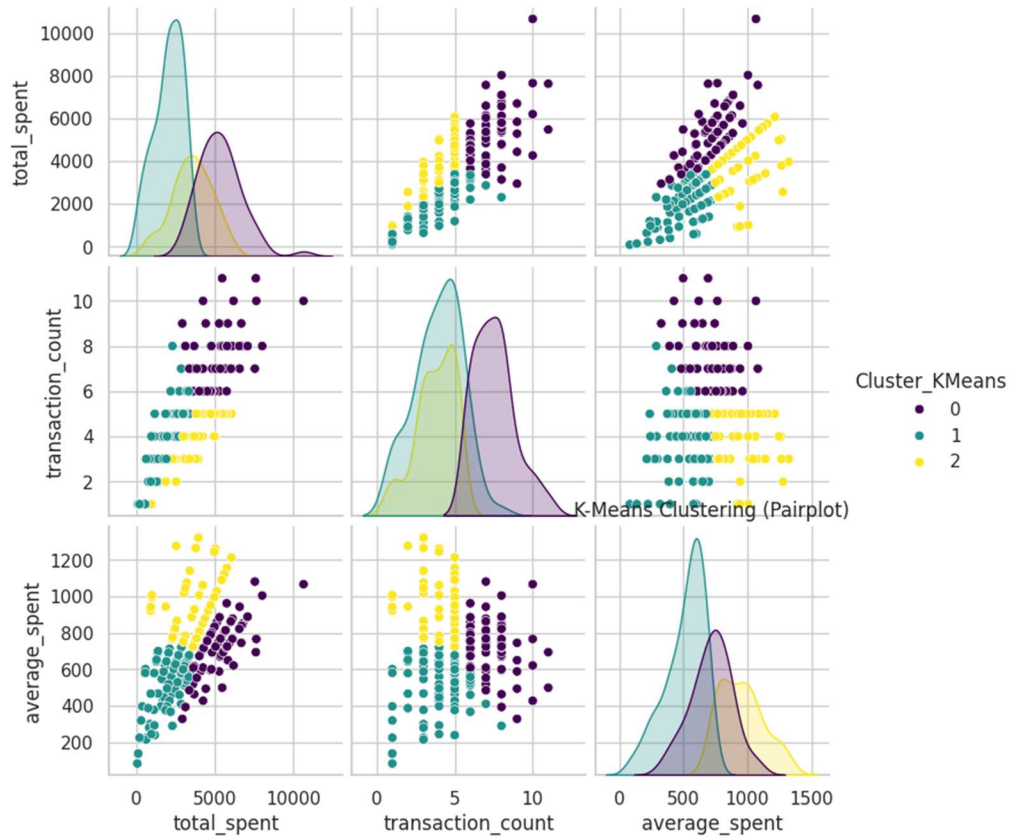 total_spent
10000
8000
6000
4000
2000
0
transaction_count
10
8
6
4
2
Cluster_KMeans
0
1
2
K-Means Clustering (Pairplot)
average_spent
1200
1000
800
600
400
200
0 5000 10000
0 5 10
0 500 1000 1500
total_spent
transaction_count
average_spent